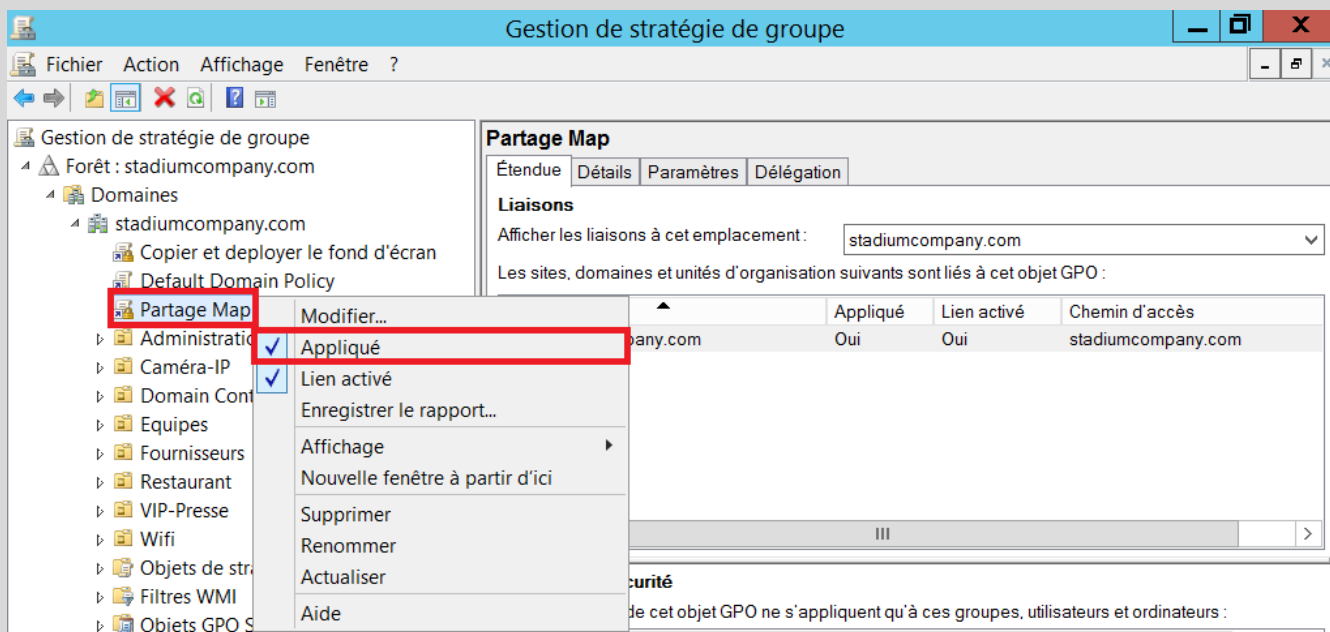 Gestion de stratégie de groupe
X
Fichier Action Affichage Fenêtre ?
Gestion de stratégie de groupe
Forêt : stadiumcompany.com
Domaines
stadiumcompany.com
Copier et deployer le fond d'écran
Default Domain Policy
Partage Map
Administratio
Caméra-IP
Domain Cont
Equipes
Fournisseurs
Restaurant
VIP-Presse
Wifi
Objets de stra
Filtres WMI
Objets GPO S
Modifier...
Appliqué
Lien activé
Enregistrer le rapport...
Affichage
Nouvelle fenêtre à partir d'ici
Supprimer
Renommer
Actualiser
Aide
Partage Map
Étendue Détails Paramètres Délégation
Liaisons
Afficher les liaisons à cet emplacement : stadiumcompany.com
Les sites, domaines et unités d'organisation suivants sont liés à cet objet GPO :
Appliqué Lien activé Chemin d'accès
pany.com Oui Oui stadiumcompany.com
curité
de cet objet GPO ne s'appliquent qu'à ces groupes, utilisateurs et ordinateurs :